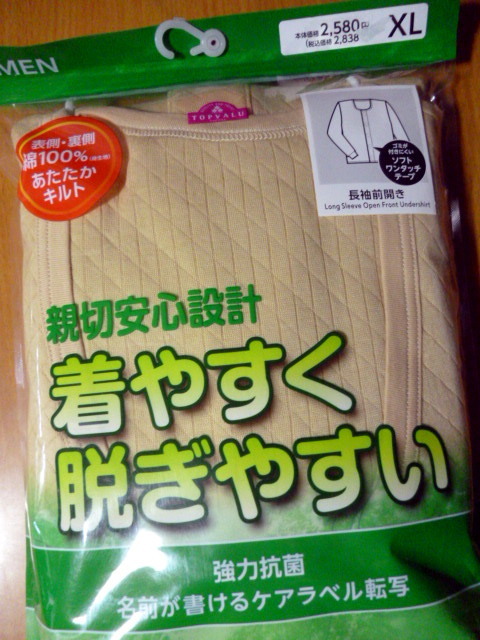 MEN
本体価格 2,580円
(税込価格 2,838
XL
TOPVALU
表側・裏側
綿100%
あたたか
キルト
ゴミが
付きにくい
ソフト
ワンタッチ
テープ
長袖前開き
Long Sleeve Open Front Undershirt
親切安心設計
着やすく
脱ぎやすい
強力抗菌
名前が書けるケアラベル転写